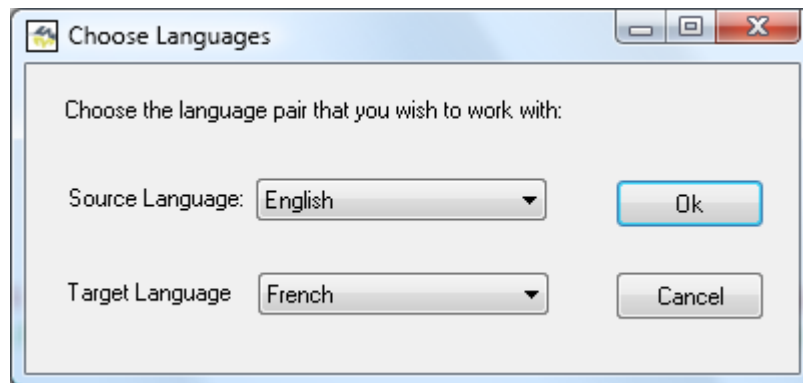 Choose Languages
Choose the language pair that you wish to work with:
Source Language: English
Ok
Target Language French
Cancel